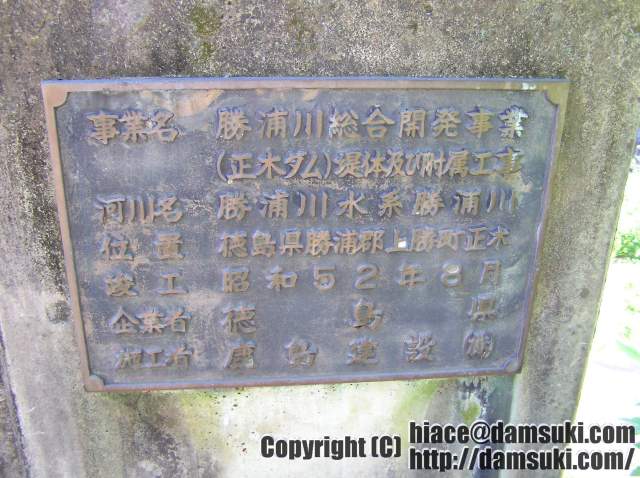 事業名 勝浦川総合開発事業
(正木ダム)堤体及び附属工事
河川名 勝浦川水系勝浦川
位置 徳島県勝浦郡上勝町正木
竣工 昭和52年3月
企業者 徳島県
施工者 鹿島建設(株)
Copyright (C) hiace@damsuki.com
http://damsuki.com/